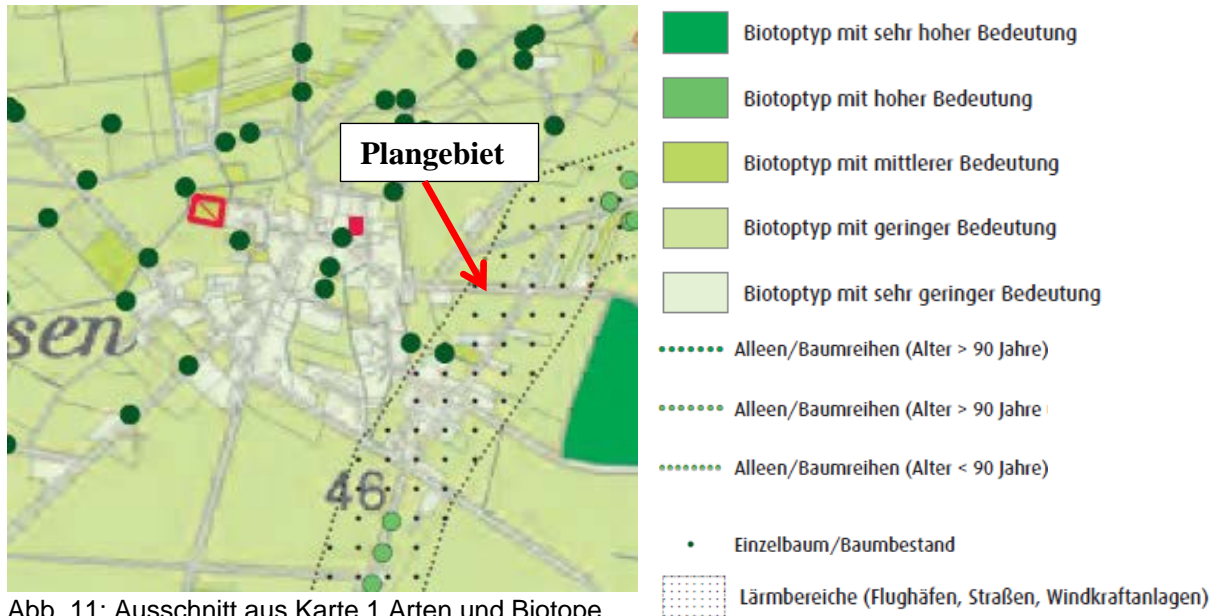 Plangebiet
sen
46
Abb. 11: Ausschnitt aus Karte 1 Arten und Biotope
Biotoptyp mit sehr hoher Bedeutung
Biotoptyp mit hoher Bedeutung
Biotoptyp mit mittlerer Bedeutung
Biotoptyp mit geringer Bedeutung
Biotoptyp mit sehr geringer Bedeutung
Alleen/Baumreihen (Alter > 90 Jahre)
Alleen/Baumreihen (Alter > 90 Jahre
Alleen/Baumreihen (Alter < 90 Jahre)
Einzelbaum/Baumbestand
Lärmbereiche (Flughäfen, Straßen, Windkraftanlagen)